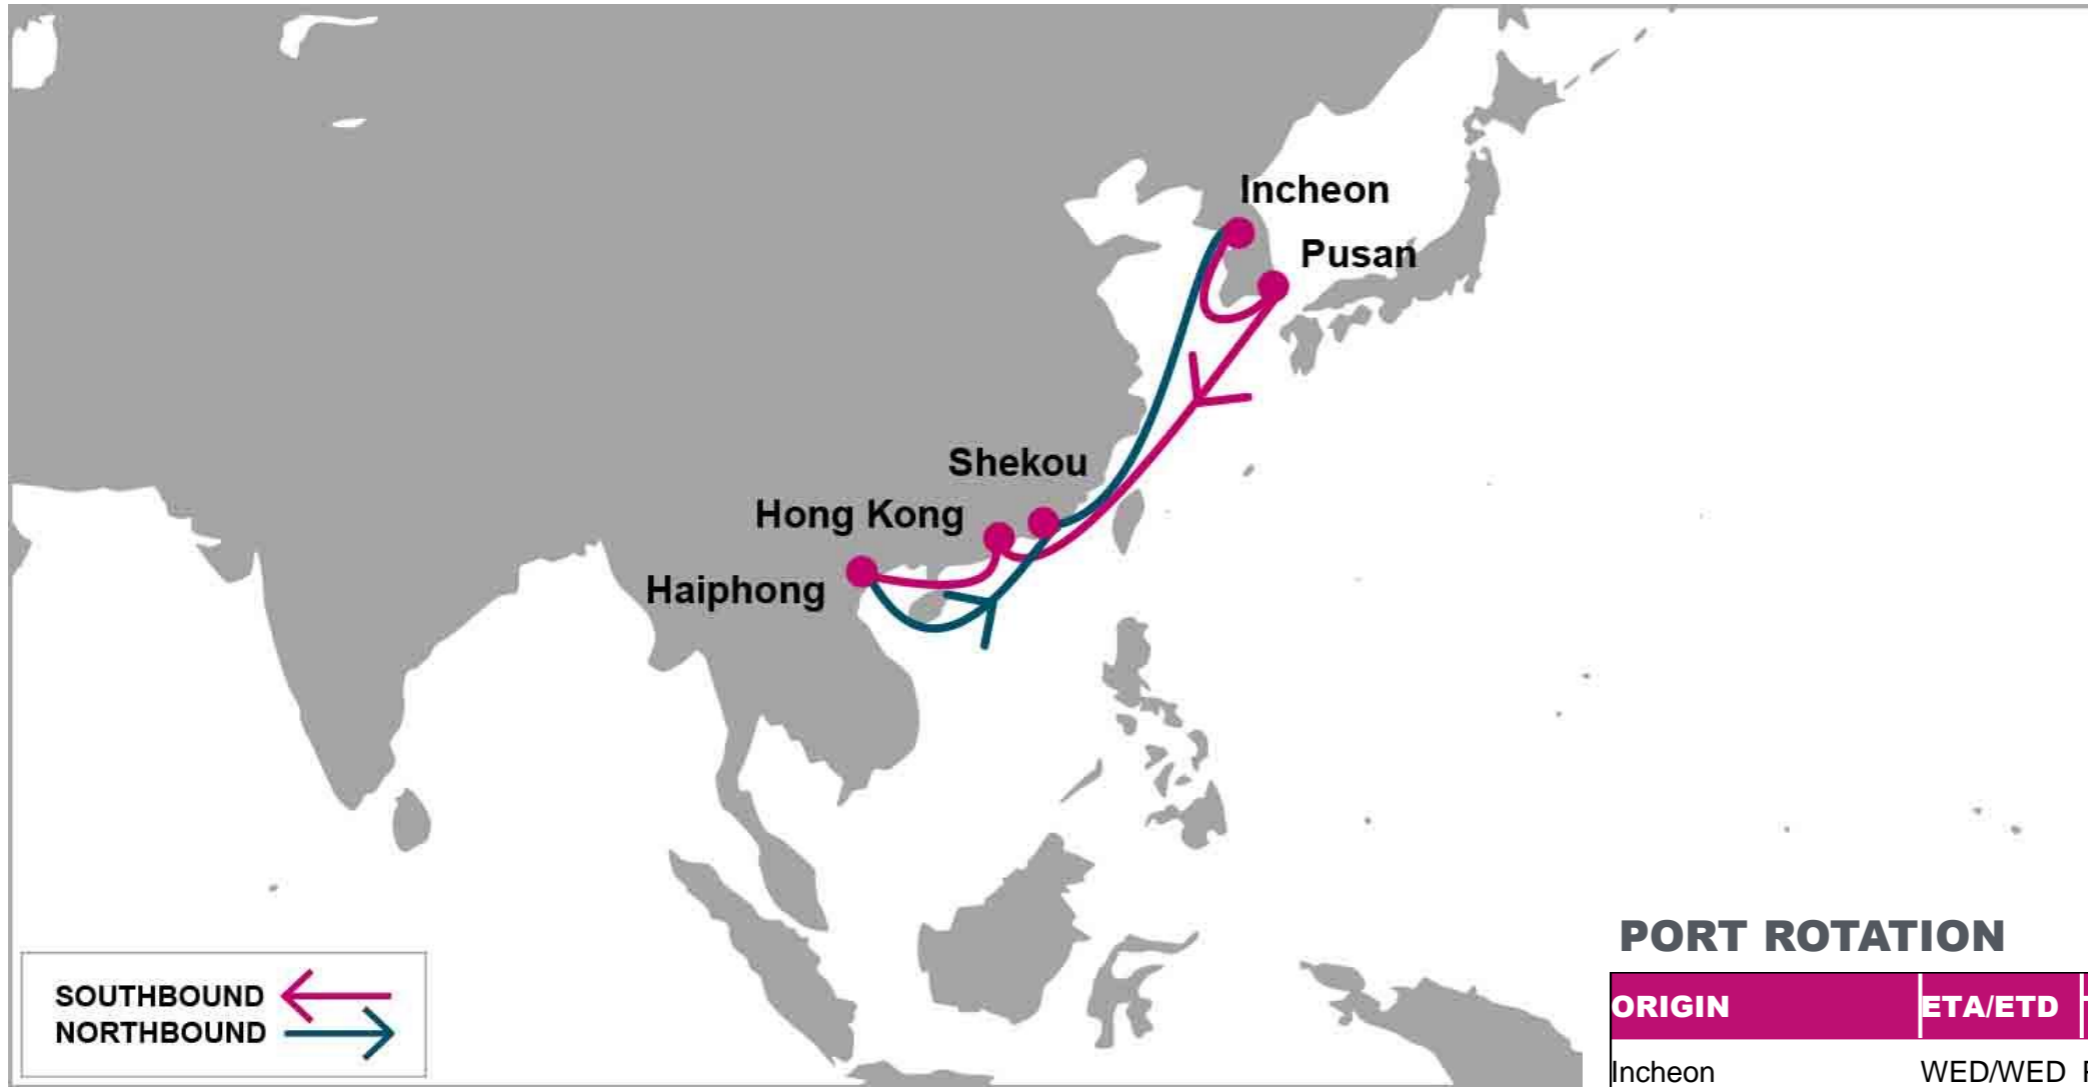 Incheon
Pusan
Shekou
Hong Kong
Haiphong
SOUTHBOUND
NORTHBOUND
PORT ROTATION
ORIGIN ETA/ETD
Incheon WED/WED